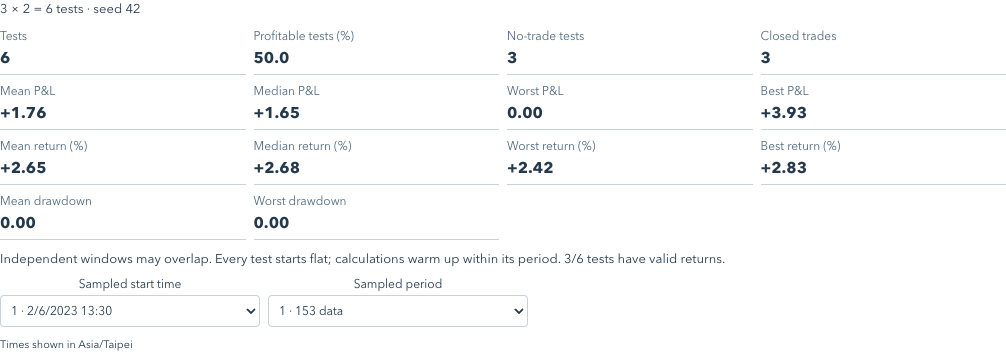 3 × 2 = 6 tests · seed 42
Tests
6
Profitable tests (%)
50.0
No-trade tests
3
Closed trades
3
Mean P&L
+1.76
Median P&L
+1.65
Worst P&L
0.00
Best P&L
+3.93
Mean return (%)
+2.65
Median return (%)
+2.68
Worst return (%)
+2.42
Best return (%)
+2.83
Mean drawdown
0.00
Worst drawdown
0.00
Independent windows may overlap. Every test starts flat; calculations warm up within its period. 3/6 tests have valid returns.
Sampled start time
1 · 2/6/2023 13:30
Sampled period
1 · 153 data
Times shown in Asia/Taipei